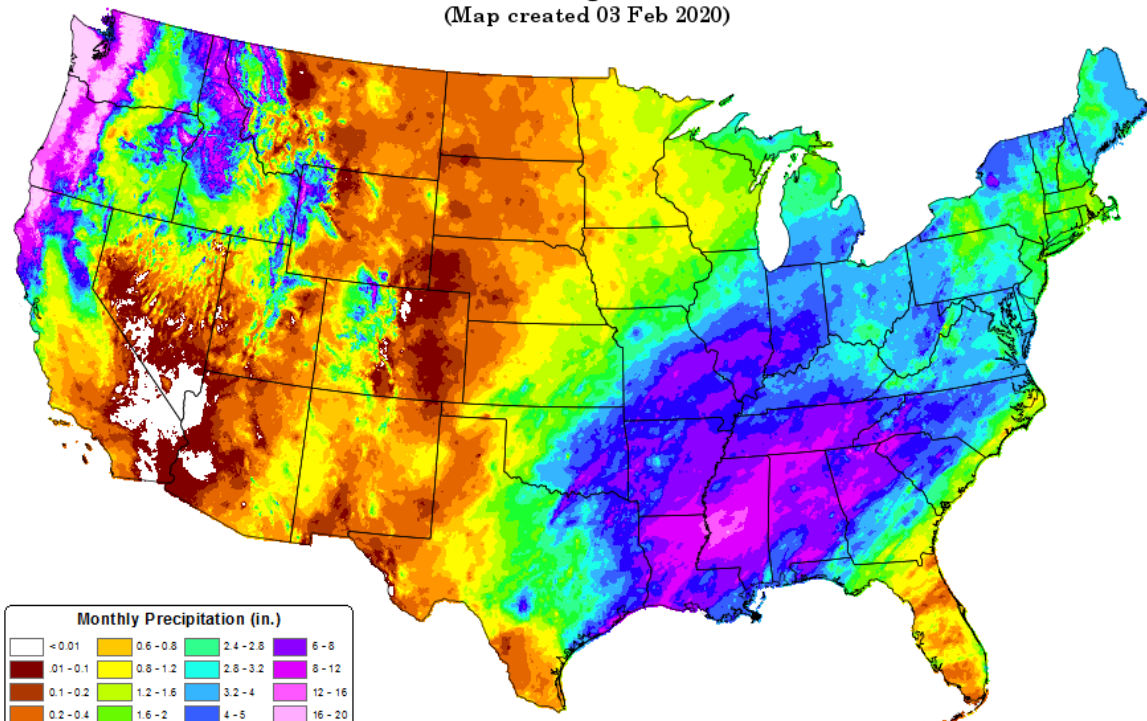 (Map created 03 Feb 2020)
Monthly Precipitation (in.)
< 0.01 0.6 - 0.8 2.4 - 2.8 6 - 8
.01 - 0.1 0.8 - 1.2 2.8 - 3.2 8 - 12
0.1 - 0.2 1.2 - 1.6 3.2 - 4 12 - 16
0.2 - 0.4 1.6 - 2 4 - 5 16 - 20